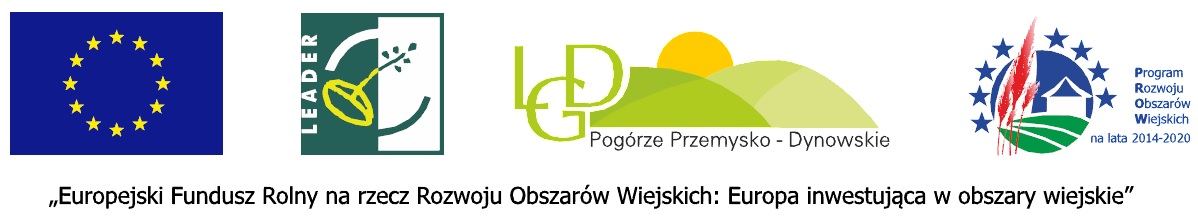 LEADER
LGD
Pogórze Przemysko - Dynowskie
Program
Rozwoju
Obszarów
Wiejskich
na lata 2014-2020
„Europejski Fundusz Rolny na rzecz Rozwoju Obszarów Wiejskich: Europa inwestująca w obszary wiejskie”